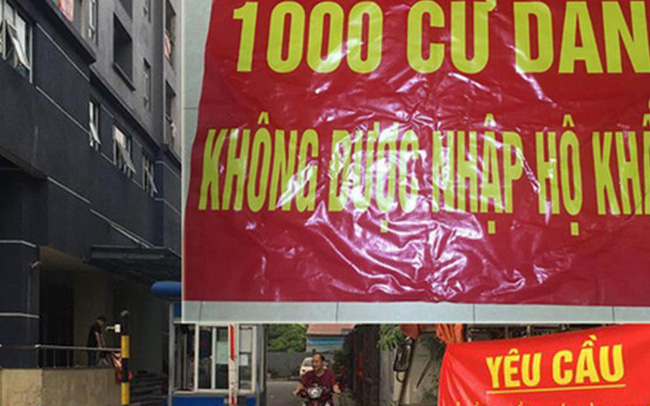 1000 CƯ DÂN
KHÔNG ĐƯỢC NHẬP HỘ KHẨ
YÊU CẦU